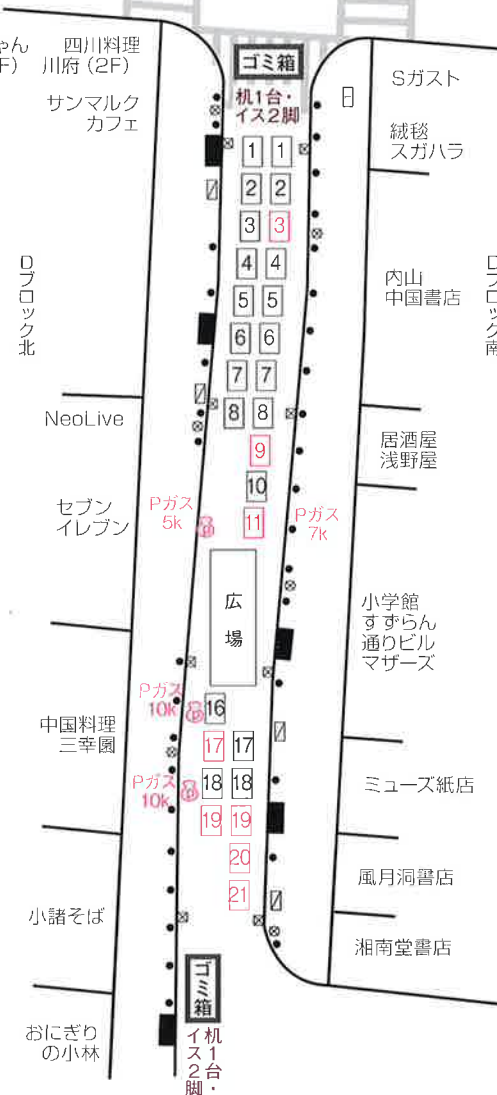 ゃん
F)
四川料理
川府(2F)
サンマルク
カフェ
ゴミ箱
机1台・
イス2脚
Sガスト
絨毯
スガハラ
1 1
2 2
3 3
4 4
5 5
6 6
7 7
8 8
9
10
11
Dブロック北
内山
中国書店
Dブロック南
NeoLive
居酒屋
浅野屋
セブン
イレブン
Pガス
5k
Pガス
7k
広場
小学館
すずらん
通りビル
マザーズ
Pガス
10k
16
中国料理
三幸園
17 17
Pガス
10k
18 18
ミューズ紙店
19 19
20
21
風月洞書店
小諸そば
湘南堂書店
ゴミ箱
机1台・
イス2脚
おにぎり
の小林